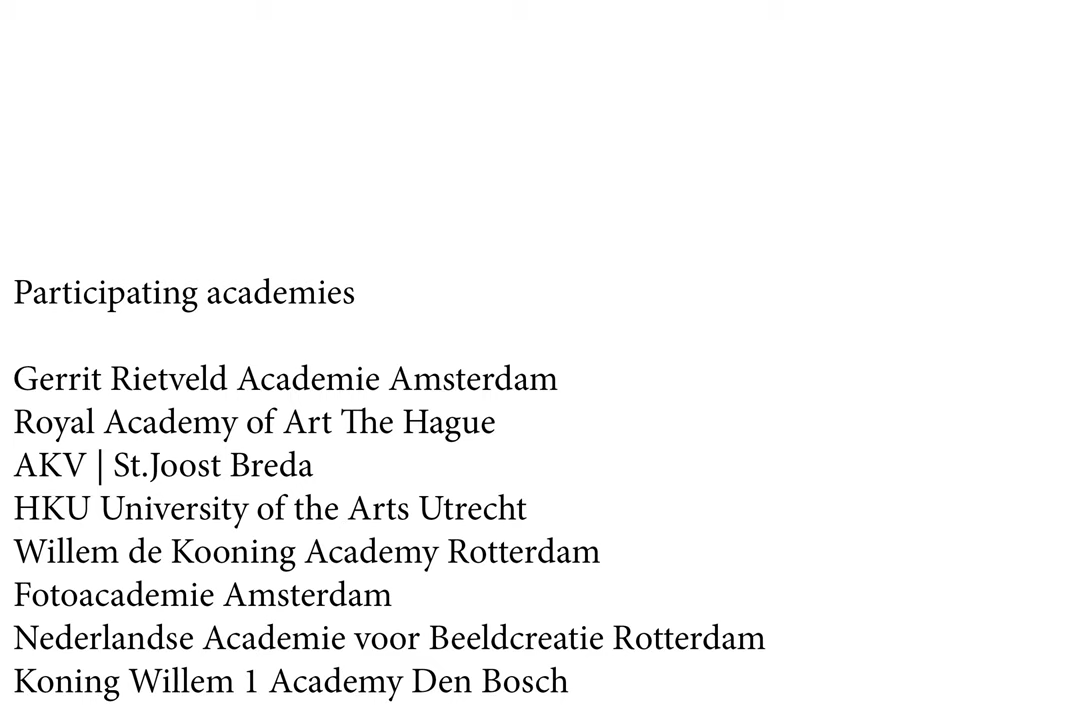 Participating academies
Gerrit Rietveld Academie Amsterdam
Royal Academy of Art The Hague
AKV | St.Joost Breda
HKU University of the Arts Utrecht
Willem de Kooning Academy Rotterdam
Fotoacademie Amsterdam
Nederlandse Academie voor Beeldcreatie Rotterdam
Koning Willem 1 Academy Den Bosch